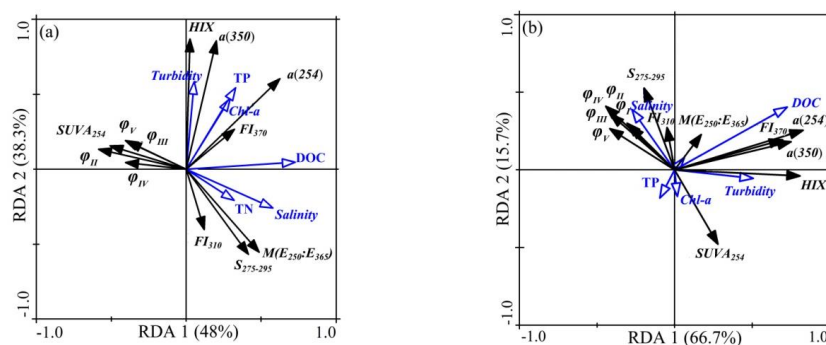 (a)
1.0
HIX
a(350)
Turbidity
TP
a(254)
Chl-a
φV
SUVA254
φIII
FI370
φII
φIV
DOC
TN
Salinity
FI310
M(E250:E365)
S275-295
RDA 2 (38.3%)
-1.0
-1.0
RDA 1 (48%)
1.0
(b)
1.0
S275-295
φII
φIV
Salinity
DOC
φI
φIII
FI310
M(E250:E365)
FI370
a(254)
φV
a(350)
TP
Chl-a
Turbidity
HIX
SUVA254
RDA 2 (15.7%)
-1.0
-1.0
RDA 1 (66.7%)